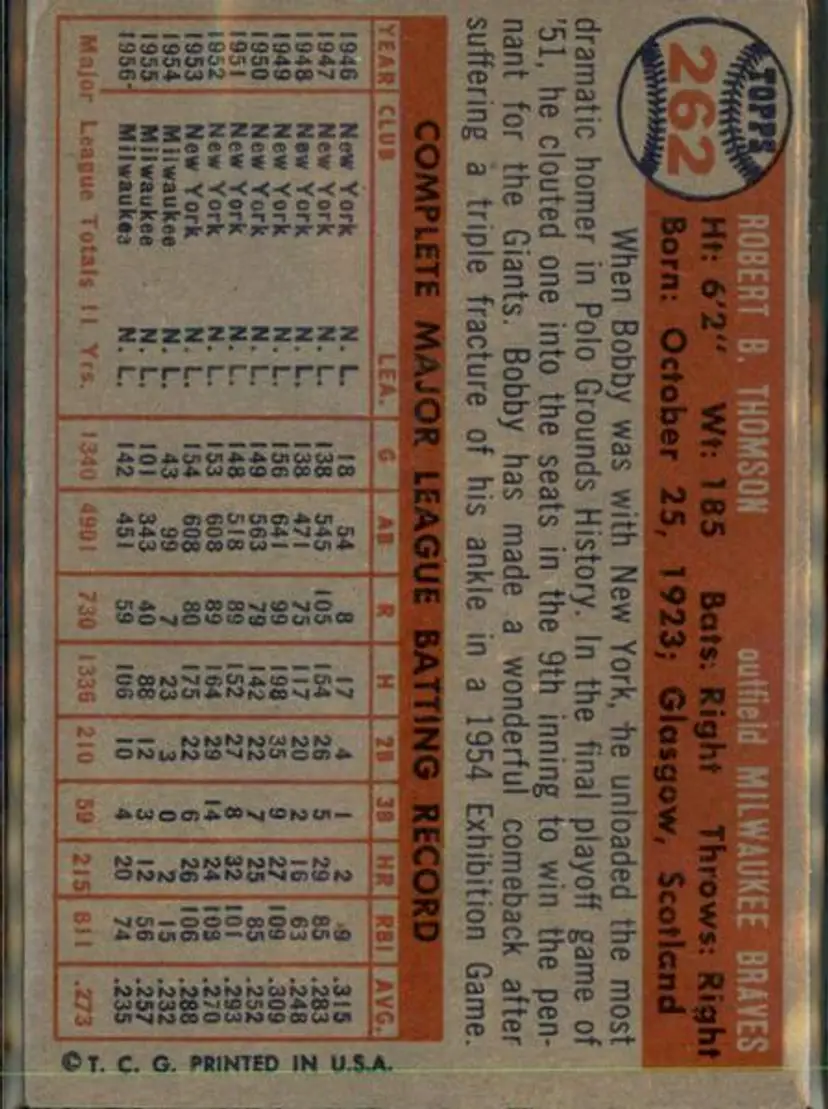 TOPPS
262
ROBERT B. THOMSON outfield MILWAUKEE BRAVES
Ht: 6'2" Wt: 185 Bats: Right Throws: Right
Born: October 25, 1923; Glasgow, Scotland
When Bobby was with New York, he unloaded the most
dramatic homer in Polo Grounds History. In the final playoff game of
'51, he clouted one into the seats in the 9th inning to win the pen-
nant for the Giants. Bobby has made a wonderful comeback after
suffering a triple fracture of his ankle in a 1954 Exhibition Game.
COMPLETE MAJOR LEAGUE BATTING RECORD
YEAR CLUB LEA. G AB R H 2B 3B HR RBI AVG.
1946 New York N. L. 18 54 8 17 4 1 2 9 .315
1947 New York N. L. 138 545 105 154 26 5 29 85 .283
1948 New York N. L. 138 471 75 117 20 2 16 63 .248
1949 New York N. L. 156 641 99 198 35 9 27 109 .309
1950 New York N. L. 149 563 79 142 22 7 25 85 .252
1951 New York N. L. 148 518 89 152 27 8 32 101 .293
1952 New York N. L. 153 608 89 164 29 14 24 108 .270
1953 New York N. L. 154 608 80 175 22 6 26 106 .288
1954 Milwaukee N. L. 43 99 7 23 3 0 2 15 .232
1955 Milwaukee N. L. 101 343 40 88 12 3 12 56 .257
1956 Milwaukee N. L. 142 451 59 106 10 4 20 74 .235
Major League Totals 11 Yrs. 1340 4901 730 1336 210 59 215 811 .273
© T. C. G. PRINTED IN U.S.A.